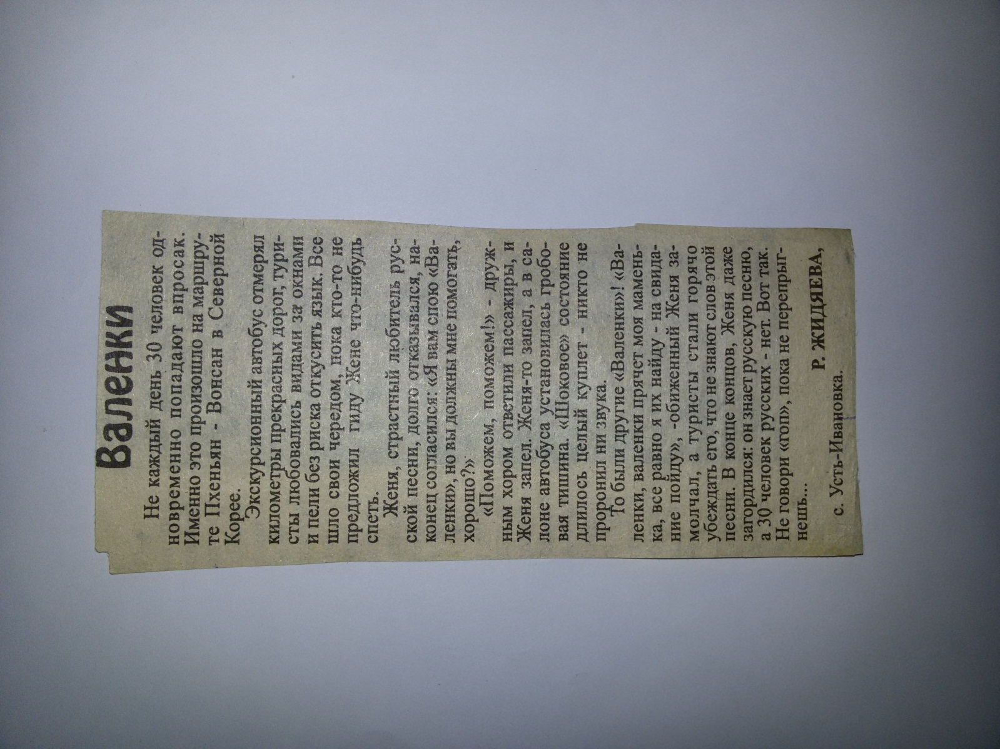 Валенки
Не каждый день 30 человек од-
новременно попадают впросак.
Именно это произошло на маршру-
те Пхеньян - Вонсан в Северной
Корее.
Экскурсионный автобус отмерял
километры прекрасных дорог, тури-
сты любовались видами за окнами
и пели без риска откусить язык. Все
шло свои чередом, пока кто-то не
предложил гиду Жене что-нибудь
спеть.
Женя, страстный любитель рус-
ской песни, долго отказывался, на-
конец согласился: «Я вам спою «Ва-
ленки», но вы должны мне помогать,
хорошо?»
«Поможем, поможем!» - друж-
ным хором ответили пассажиры, и
Женя запел. Женя-то запел, а в са-
лоне автобуса установилась гробо-
вая тишина. «Шоковое» состояние
длилось целый куплет - никто не
проронил ни звука.
То были другие «Валенки»! «Ва-
ленки, валенки прячет моя мамень-
ка, все равно я их найду - на свида-
ние пойду», -обиженный Женя за-
молчал, а туристы стали горячо
убеждать его, что не знают слов этой
песни. В конце концов, Женя даже
загордился: он знает русскую песню,
а 30 человек русских - нет. Вот так.
Не говори «гоп», пока не перепрыг-
нешь...
Р. ЖИДЯЕВА,
с. Усть-Ивановка.